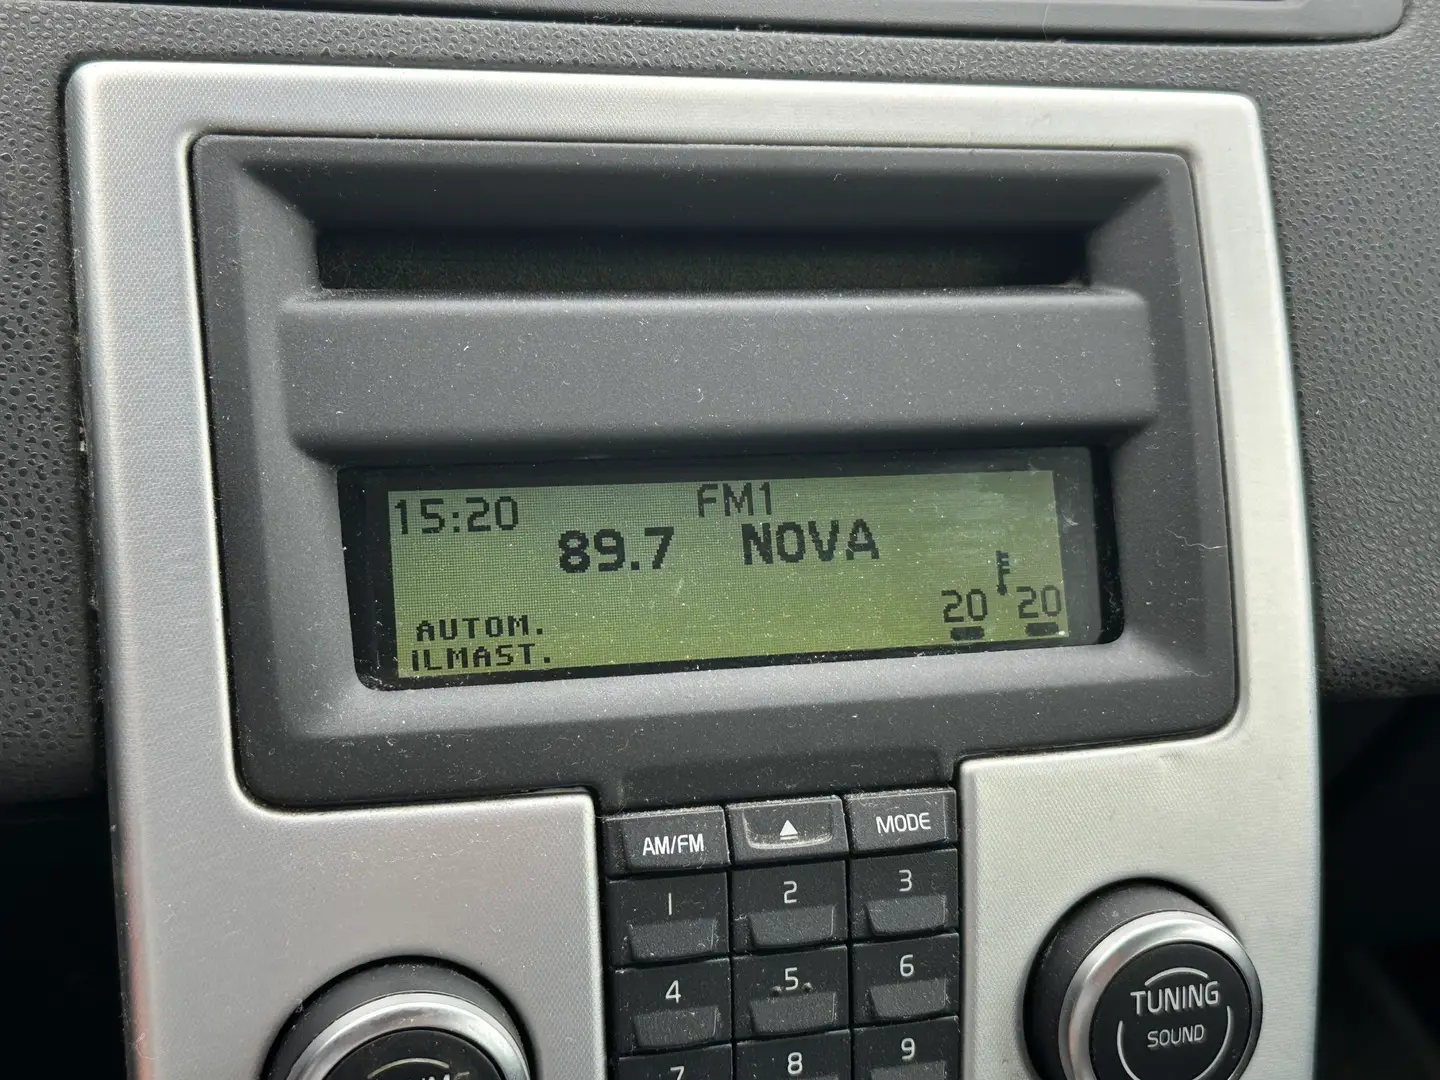 15:20 FM1
89.7 NOVA
20 20
AUTOM.
ILMAST.
AM/FM MODE
1 2 3
4 5 6
7 8 9
TUNING
SOUND